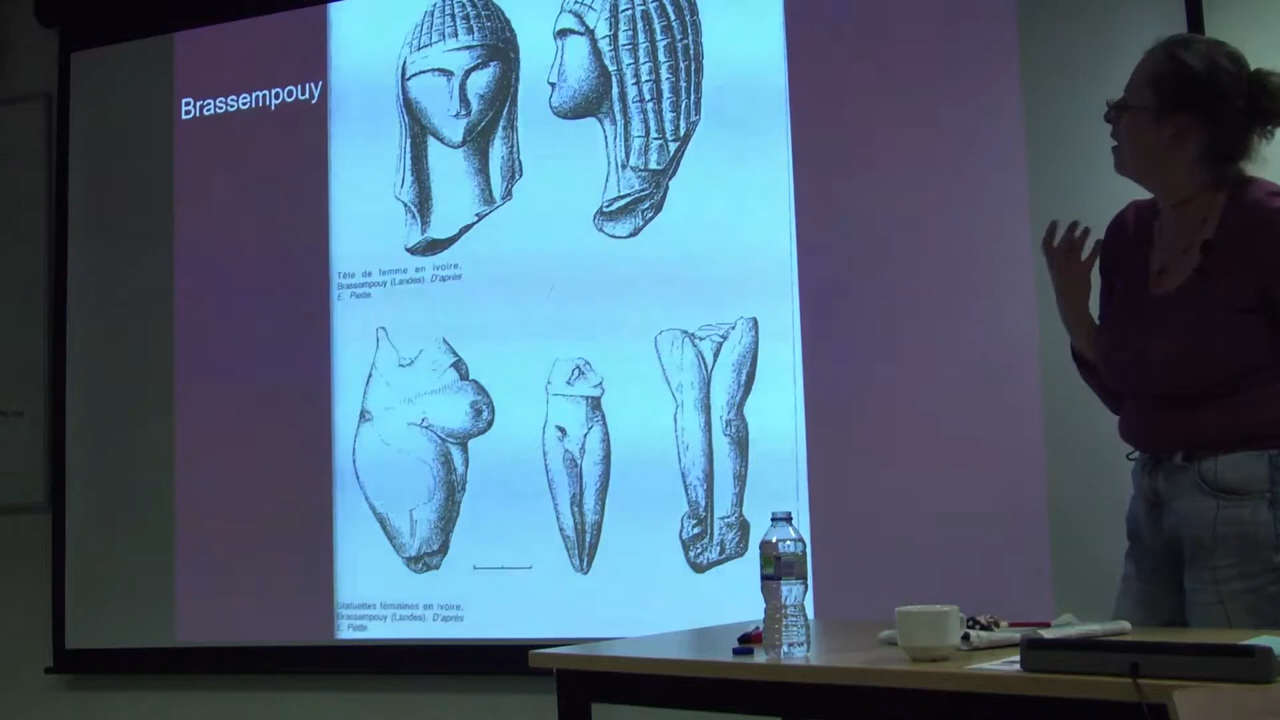 Brassempouy
Tête de femme en ivoire,
Brassempouy (Landes). D'après
E. Piette.
Statuettes féminines en ivoire,
Brassempouy (Landes). D'après
E. Piette.